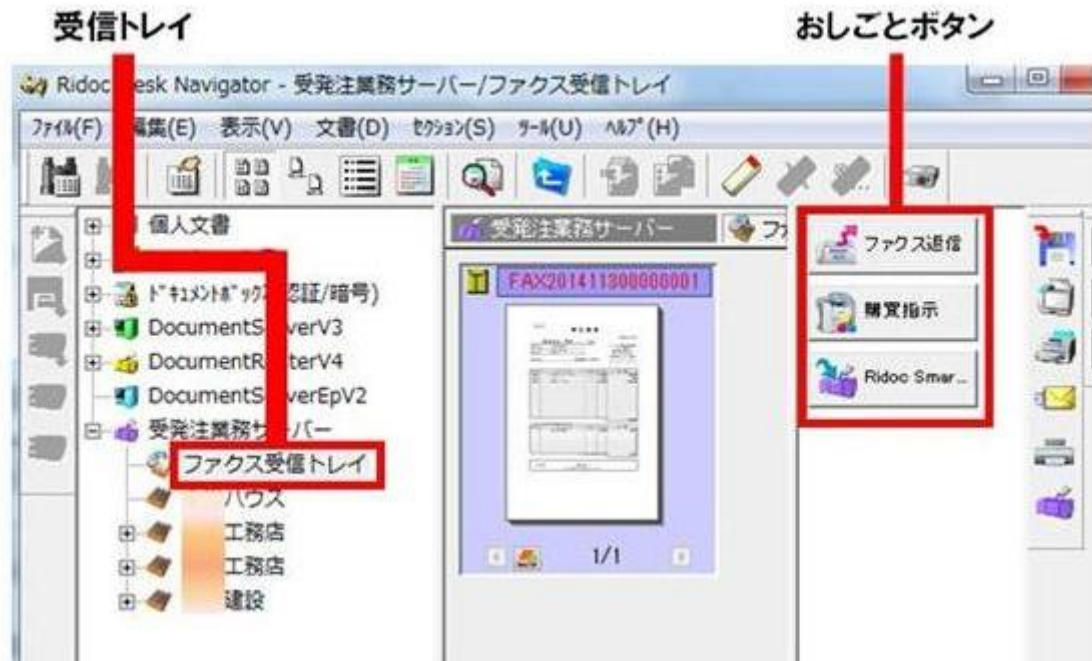 受信トレイ
おしごとボタン
Ridoc Desk Navigator - 受発注業務サーバー/ファクス受信トレイ
ファイル(F) 編集(E) 表示(V) 文書(D) セクション(S) ツール(U) ヘルプ(H)
個人文書
ドキュメントボックス(認証/暗号)
DocumentServerV3
DocumentRouterV4
DocumentServerEpV2
受発注業務サーバー
ファクス受信トレイ
ハウス
工務店
工務店
建設
受発注業務サーバー
ファ
FAX2014113000000001
1/1
ファクス返信
購買指示
Ridoc Smar...